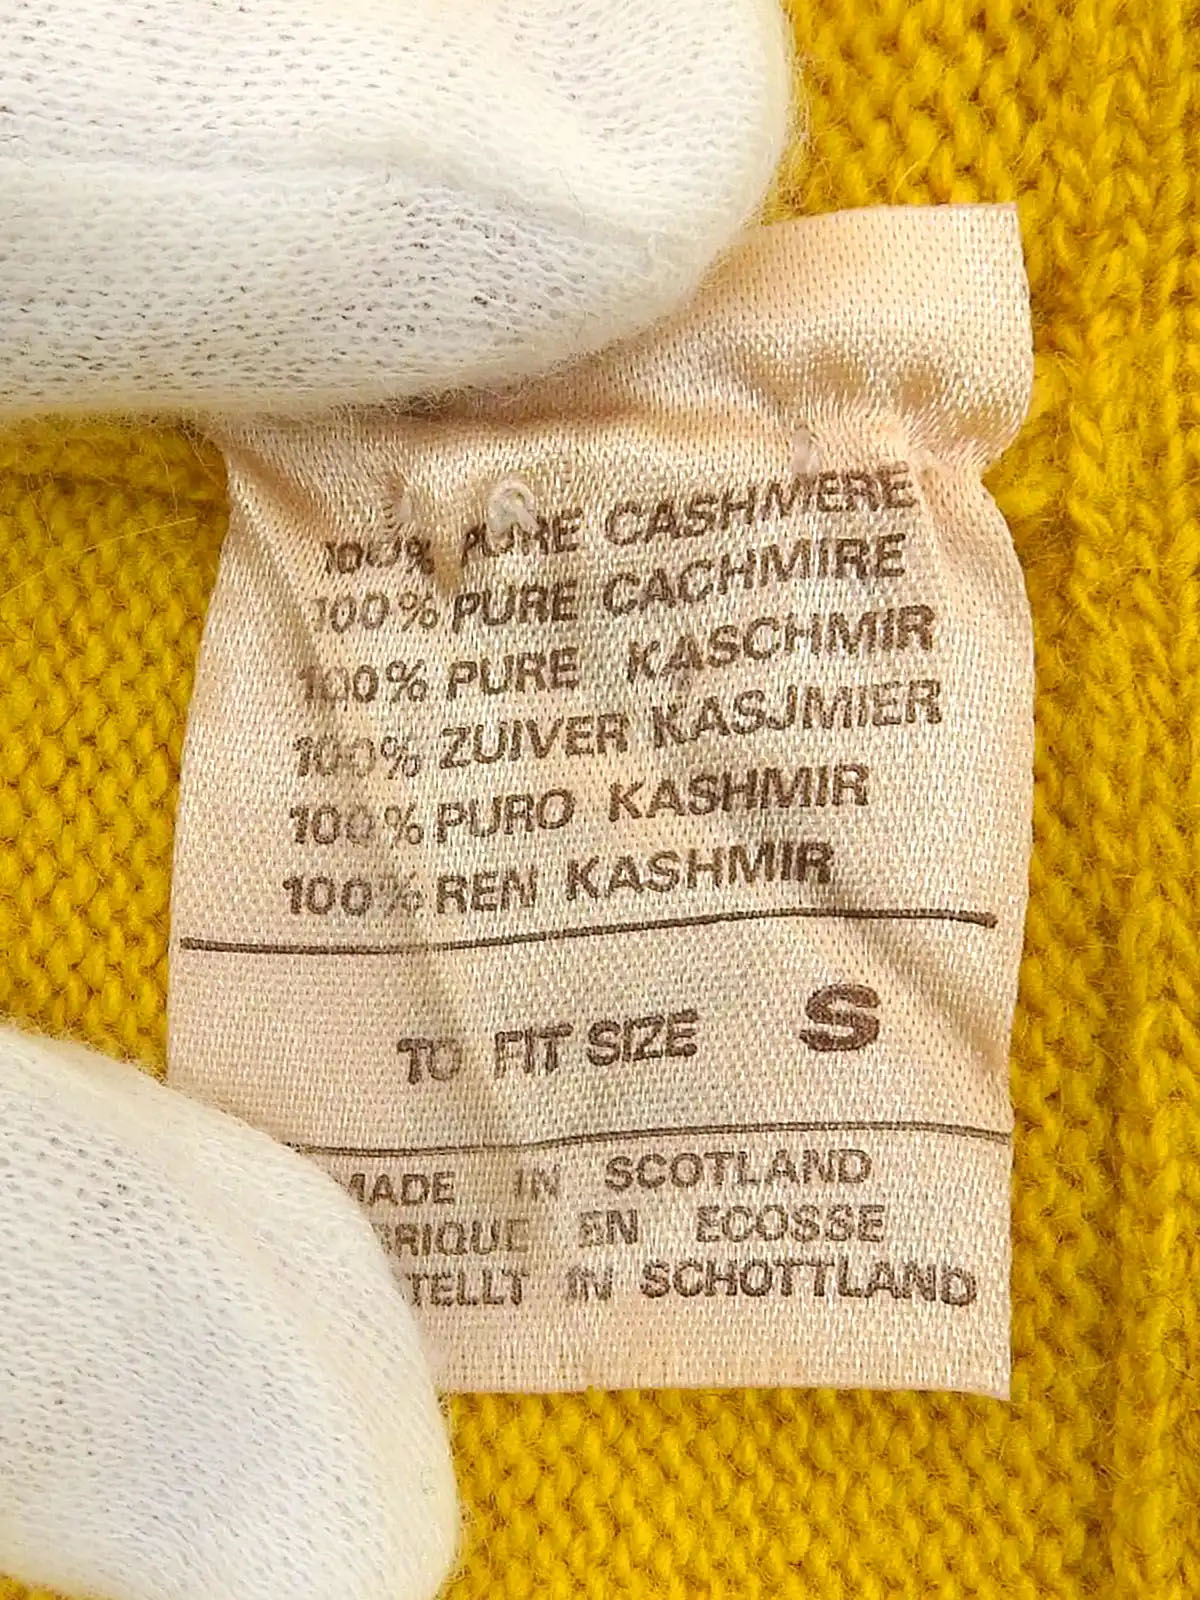 100% PURE CASHMERE
100% PURE CACHMIRE
100% PURE KASCHMIR
100% ZUIVER KASJMIER
100% PURO KASHMIR
100% REN KASHMIR
TO FIT SIZE S
MADE IN SCOTLAND
EN ECOSSE
IN SCHOTTLAND